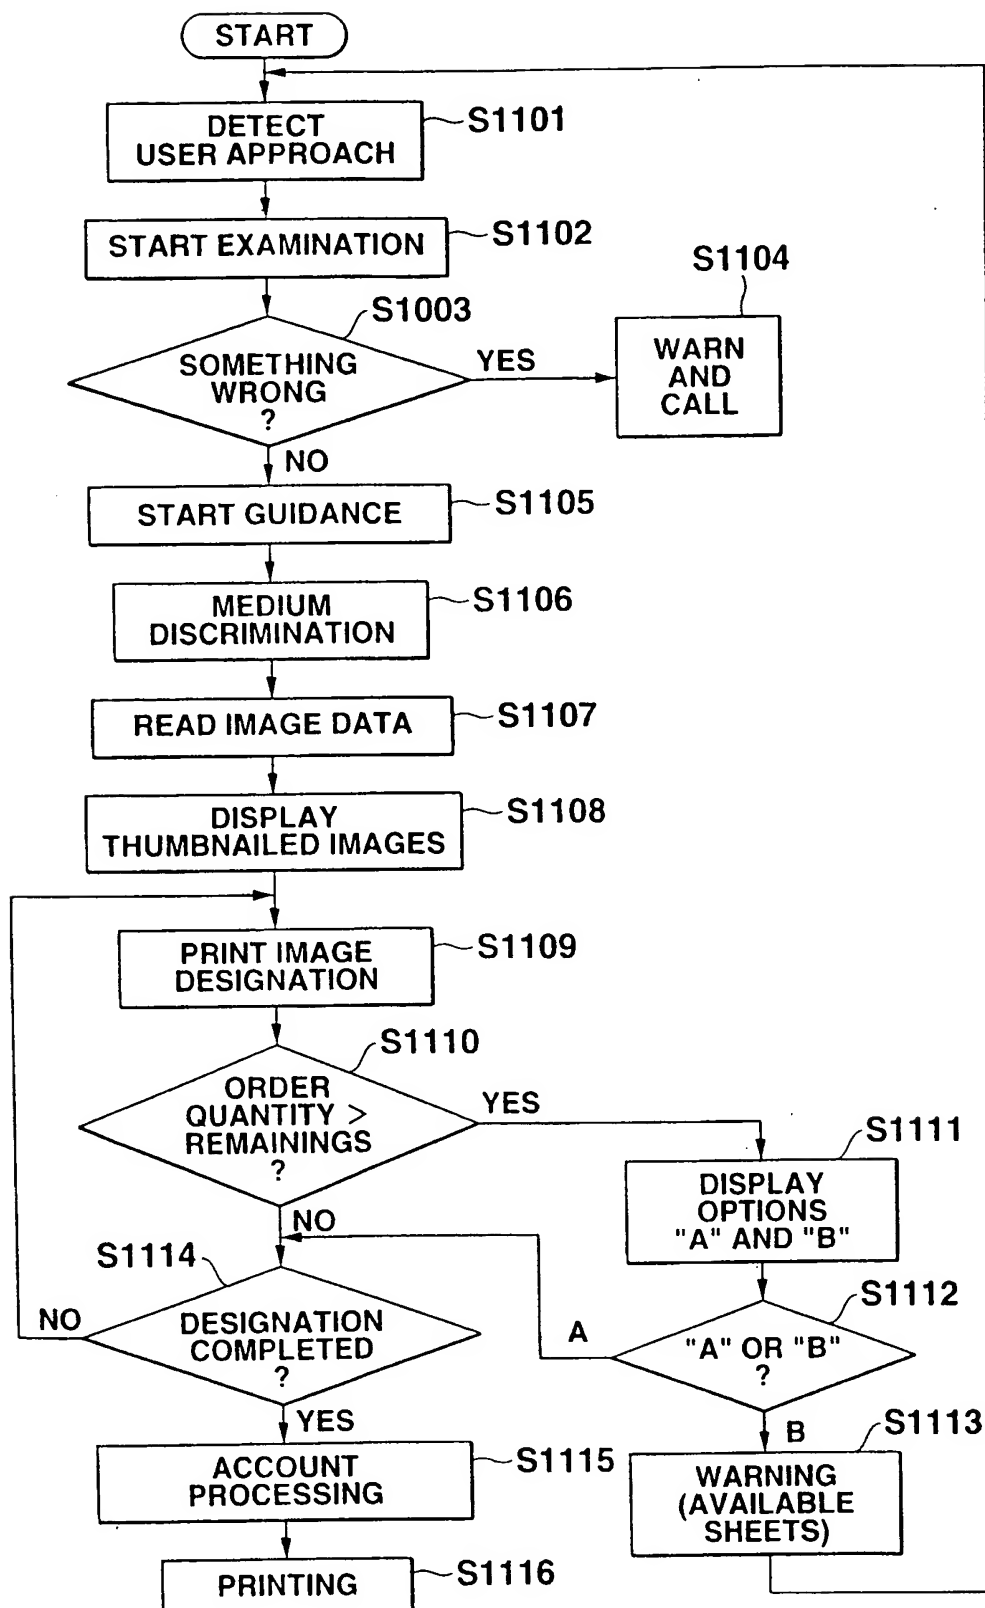 START
DETECT
USER APPROACH
S1101
START EXAMINATION
S1102
S1003
SOMETHING
WRONG
?
YES
S1104
WARN
AND
CALL
NO
START GUIDANCE
S1105
MEDIUM
DISCRIMINATION
S1106
READ IMAGE DATA
S1107
DISPLAY
THUMBNAILED IMAGES
S1108
PRINT IMAGE
DESIGNATION
S1109
S1110
ORDER
QUANTITY >
REMAININGS
?
YES
S1111
DISPLAY
OPTIONS
"A" AND "B"
NO
S1112
"A" OR "B"
?
A
S1114
DESIGNATION
COMPLETED
?
NO
YES
B
S1113
WARNING
(AVAILABLE
SHEETS)
ACCOUNT
PROCESSING
S1115
PRINTING
S1116